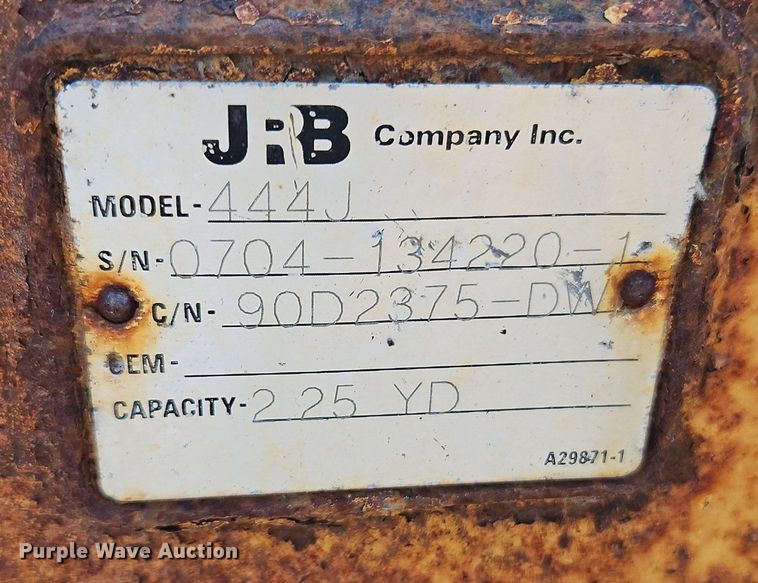 JRB Company Inc.
MODEL- 444J
S/N- 0704-134220-1
C/N- 90D2375-DW
OEM-
CAPACITY- 2 25 YD
A29871-1
Purple Wave Auction